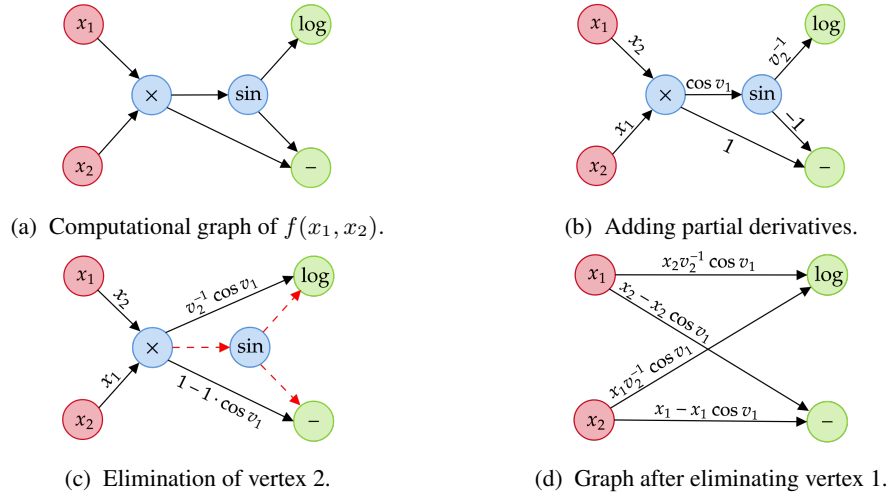 x₁
log
×
sin
x₂
−
(a) Computational graph of f(x₁, x₂).
x₁
log
x₂
v₂⁻¹
×
cos v₁
sin
x₁
−1
1
x₂
−
(b) Adding partial derivatives.
x₁
log
x₂
v₂⁻¹ cos v₁
×
sin
x₁
1 − 1 · cos v₁
x₂
−
(c) Elimination of vertex 2.
x₁
x₂v₂⁻¹ cos v₁
log
x₂ − x₂ cos v₁
x₁v₂⁻¹ cos v₁
x₂
x₁ − x₁ cos v₁
−
(d) Graph after eliminating vertex 1.